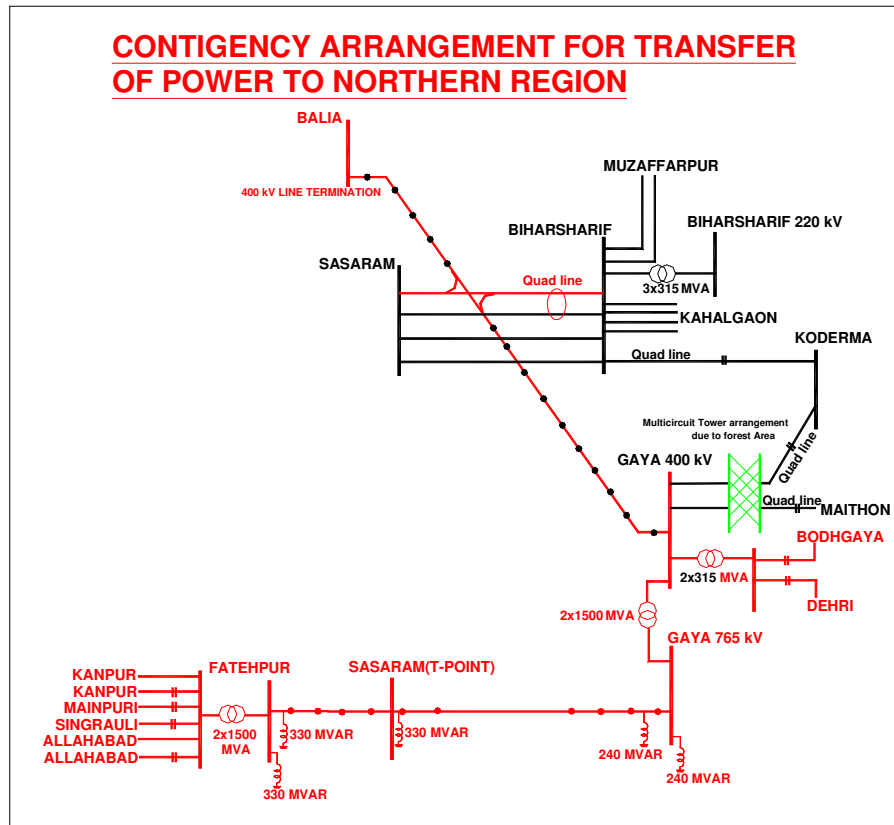 CONTIGENCY ARRANGEMENT FOR TRANSFER
OF POWER TO NORTHERN REGION
BALIA
400 kV LINE TERMINATION
MUZAFFARPUR
BIHARSHARIF
BIHARSHARIF 220 kV
SASARAM
Quad line
3x315 MVA
KAHALGAON
KODERMA
Quad line
Multicircuit Tower arrangement
due to forest Area
Quad line
GAYA 400 kV
Quad line
MAITHON
BODHGAYA
2x315 MVA
DEHRI
2x1500 MVA
GAYA 765 kV
FATEHPUR
SASARAM(T-POINT)
KANPUR
KANPUR
MAINPURI
SINGRAULI
ALLAHABAD
ALLAHABAD
2x1500
MVA
330 MVAR
330 MVAR
330 MVAR
240 MVAR
240 MVAR